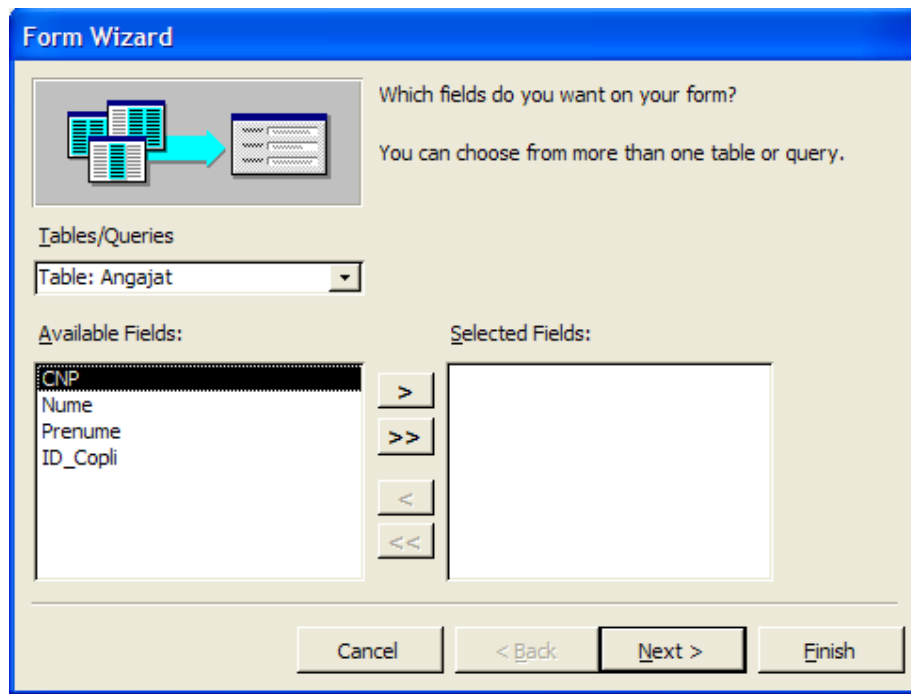 Form Wizard
Which fields do you want on your form?
You can choose from more than one table or query.
Tables/Queries
Table: Angajat
Available Fields:
Selected Fields:
CNP
Nume
Prenume
ID_Copli
>
>>
<
<<
Cancel
< Back
Next >
Finish